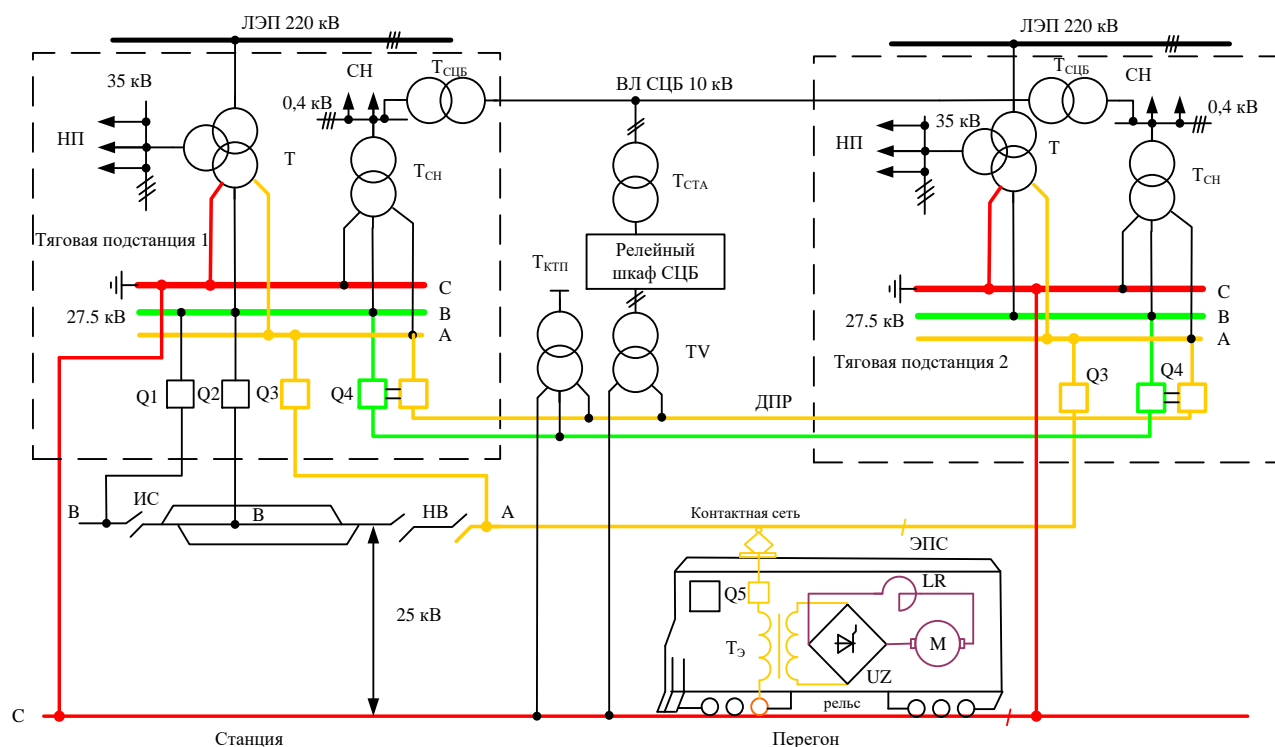 ЛЭП 220 кВ
ЛЭП 220 кВ
35 кВ
СН
TСЦБ
ВЛ СЦБ 10 кВ
TСЦБ
СН
0,4 кВ
0,4 кВ
НП
Т
TСН
TСТА
НП
35 кВ
Т
TСН
Тяговая подстанция 1
TКТП
Релейный
шкаф СЦБ
С
С
27.5 кВ
В
27.5 кВ
В
А
TV
А
Тяговая подстанция 2
Q1
Q2
Q3
Q4
Q3
Q4
ДПР
В
ИС
В
НВ
А
Контактная сеть
ЭПС
Q5
LR
25 кВ
TЭ
М
UZ
С
рельс
Станция
Перегон